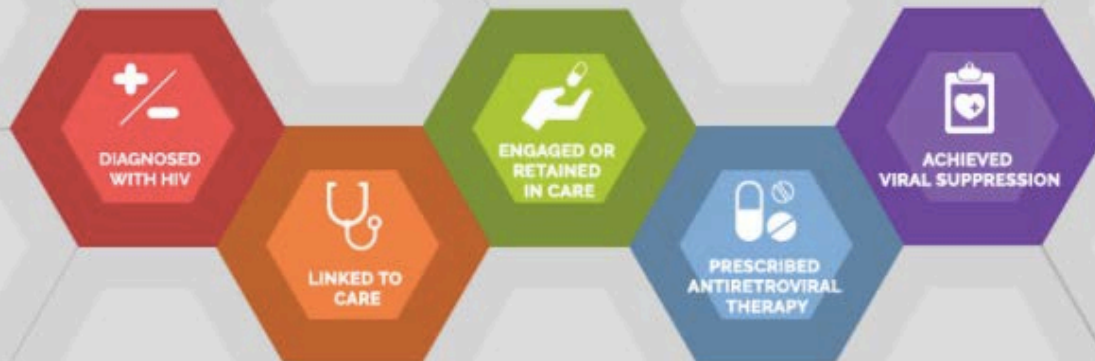 DIAGNOSED
WITH HIV
LINKED TO
CARE
ENGAGED OR
RETAINED
IN CARE
PRESCRIBED
ANTIRETROVIRAL
THERAPY
ACHIEVED
VIRAL SUPPRESSION